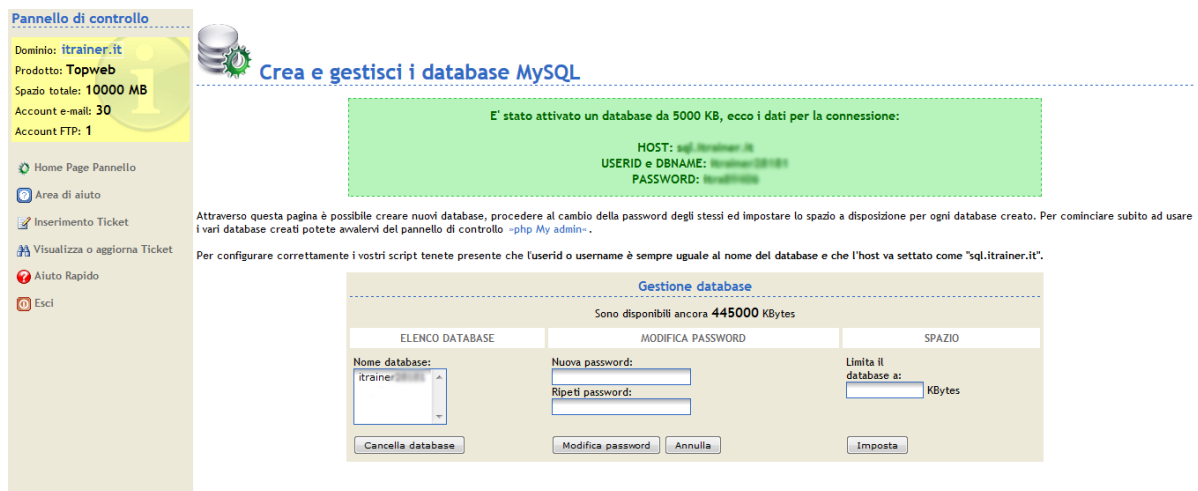 Pannello di controllo
Dominio: itrainer.it
Prodotto: Topweb
Spazio totale: 10000 MB
Account e-mail: 30
Account FTP: 1
Home Page Pannello
Area di aiuto
Inserimento Ticket
Visualizza o aggiorna Ticket
Aiuto Rapido
Esci
Crea e gestisci i database MySQL
E' stato attivato un database da 5000 KB, ecco i dati per la connessione:
HOST:
USERID e DBNAME:
PASSWORD:
Attraverso questa pagina è possibile creare nuovi database, procedere al cambio della password degli stessi ed impostare lo spazio a disposizione per ogni database creato. Per cominciare subito ad usare
i vari database creati potete avvalervi del pannello di controllo »php My admin«.
Per configurare correttamente i vostri script tenete presente che l'userid o username è sempre uguale al nome del database e che l'host va settato come "sql.itrainer.it".
Gestione database
Sono disponibili ancora 445000 KBytes
ELENCO DATABASE MODIFICA PASSWORD SPAZIO
Nome database:
itrainer
Cancella database
Nuova password:
Ripeti password:
Modifica password Annulla
Limita il
database a:
KBytes
Imposta